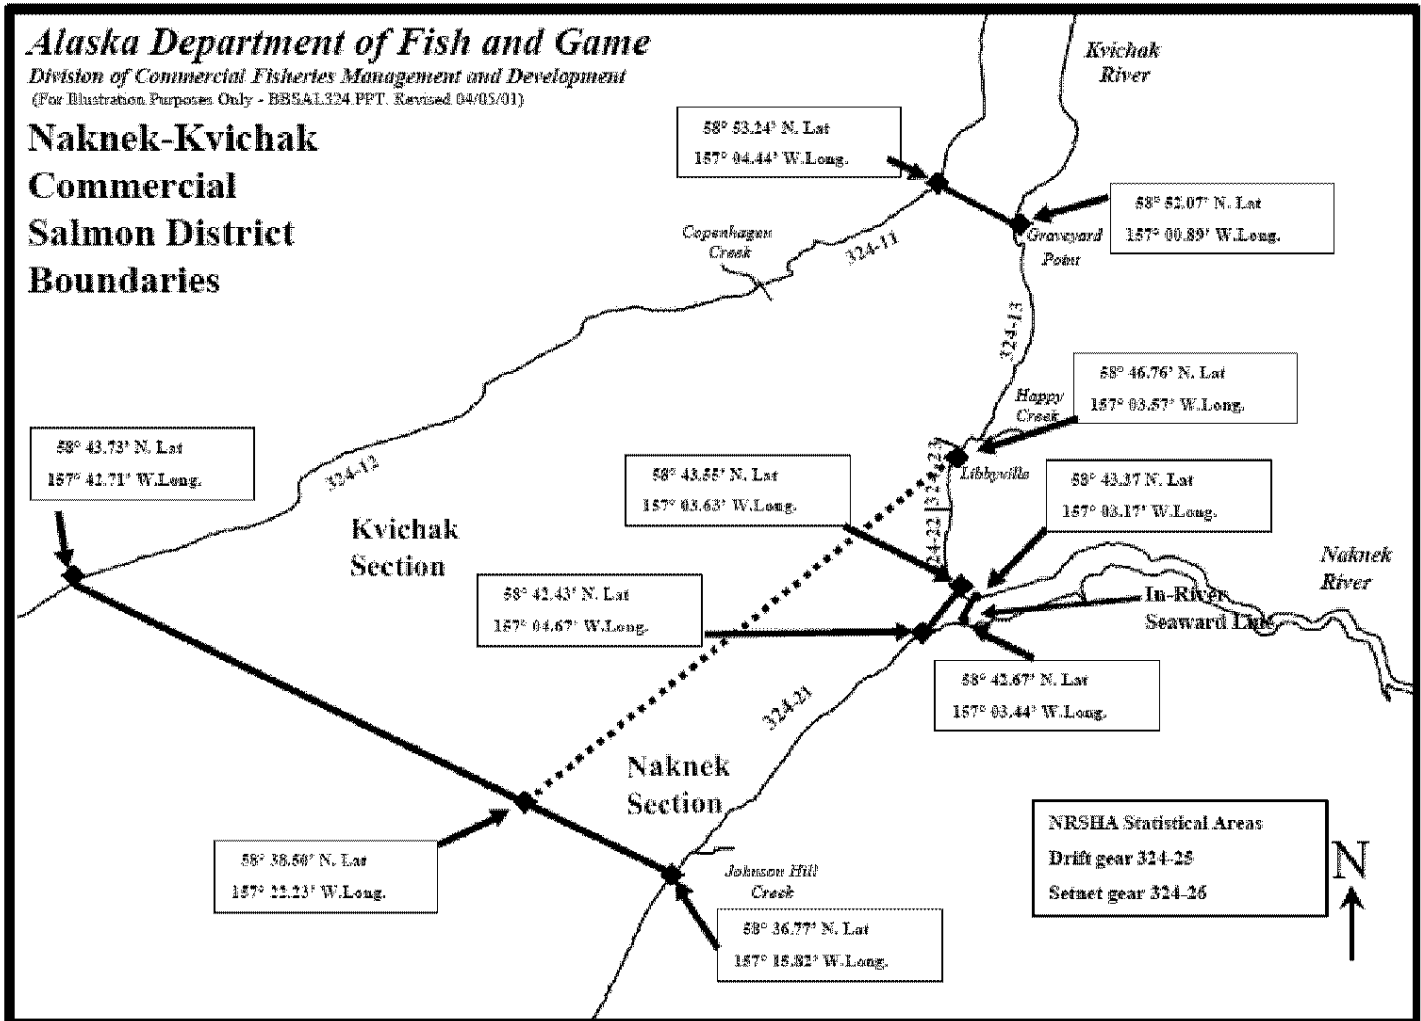 Alaska Department of Fish and Game
Division of Commercial Fisheries Management and Development
(For Illustration Purposes Only - BBSAL324.PPT. Revised 04/05/01)
Naknek-Kvichak
Commercial
Salmon District
Boundaries
Kvichak
River
58° 53.24' N. Lat
157° 04.44' W.Long.
58° 52.07' N. Lat
157° 00.89' W.Long.
Graveyard
Point
Copenhagen
Creek
324-11
324-13
58° 46.76' N. Lat
157° 03.57' W.Long.
Happy
Creek
58° 43.73' N. Lat
157° 42.71' W.Long.
324-12
324-23
Libbyville
58° 43.55' N. Lat
157° 03.63' W.Long.
58° 43.37 N. Lat
157° 03.17' W.Long.
Kvichak
Section
24-22
Naknek
River
58° 42.43' N. Lat
157° 04.67' W.Long.
In-River
Seaward Line
58° 42.67' N. Lat
157° 03.44' W.Long.
324-21
Naknek
Section
58° 38.50' N. Lat
157° 22.23' W.Long.
Johnson Hill
Creek
58° 36.77' N. Lat
157° 15.82' W.Long.
NRSHA Statistical Areas
Drift gear 324-25
Setnet gear 324-26
N